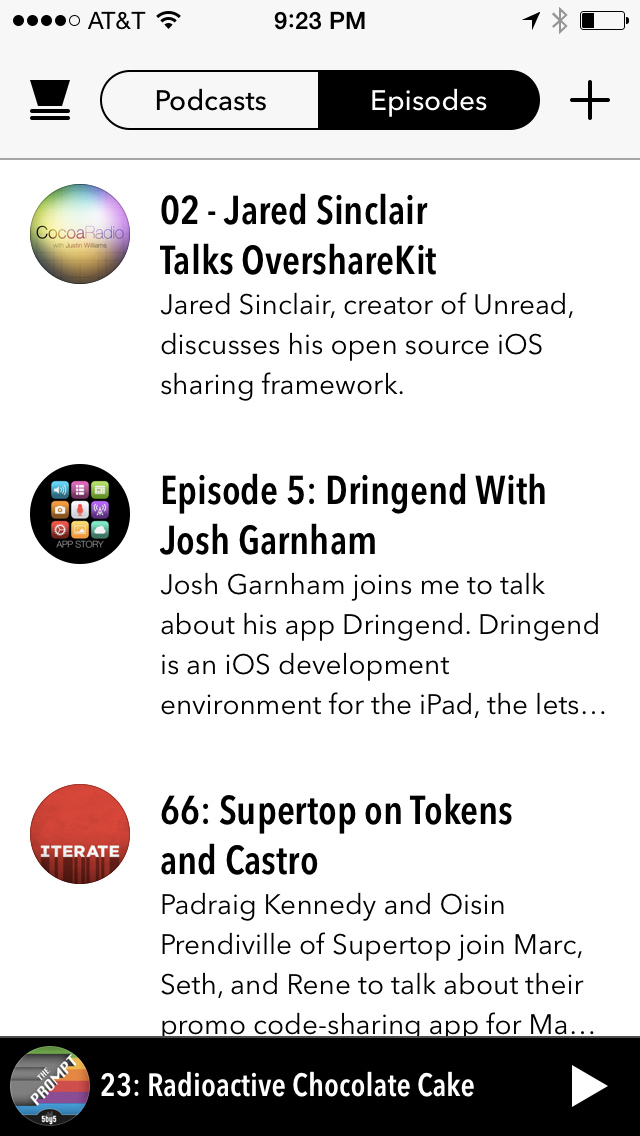 AT&T 9:23 PM
Podcasts Episodes
CocoaRadio
with Justin Williams
02 - Jared Sinclair
Talks OvershareKit
Jared Sinclair, creator of Unread,
discusses his open source iOS
sharing framework.
APP STORY
Episode 5: Dringend With
Josh Garnham
Josh Garnham joins me to talk
about his app Dringend. Dringend
is an iOS development
environment for the iPad, the lets…
ITERATE
66: Supertop on Tokens
and Castro
Padraig Kennedy and Oisin
Prendiville of Supertop join Marc,
Seth, and Rene to talk about their
promo code-sharing app for Ma…
THE
PROMPT
5by5
23: Radioactive Chocolate Cake